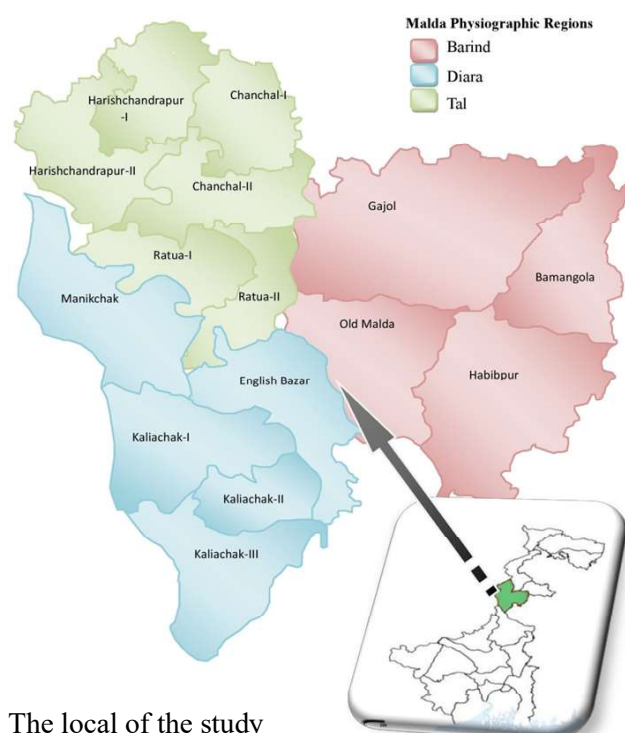 Malda Physiographic Regions
Barind
Diara
Tal
Harishchandrapur
-I
Chanchal-I
Harishchandrapur-II
Chanchal-II
Gajol
Ratua-I
Bamangola
Manikchak
Ratua-II
Old Malda
English Bazar
Habibpur
Kaliachak-I
Kaliachak-II
Kaliachak-III
The local of the study